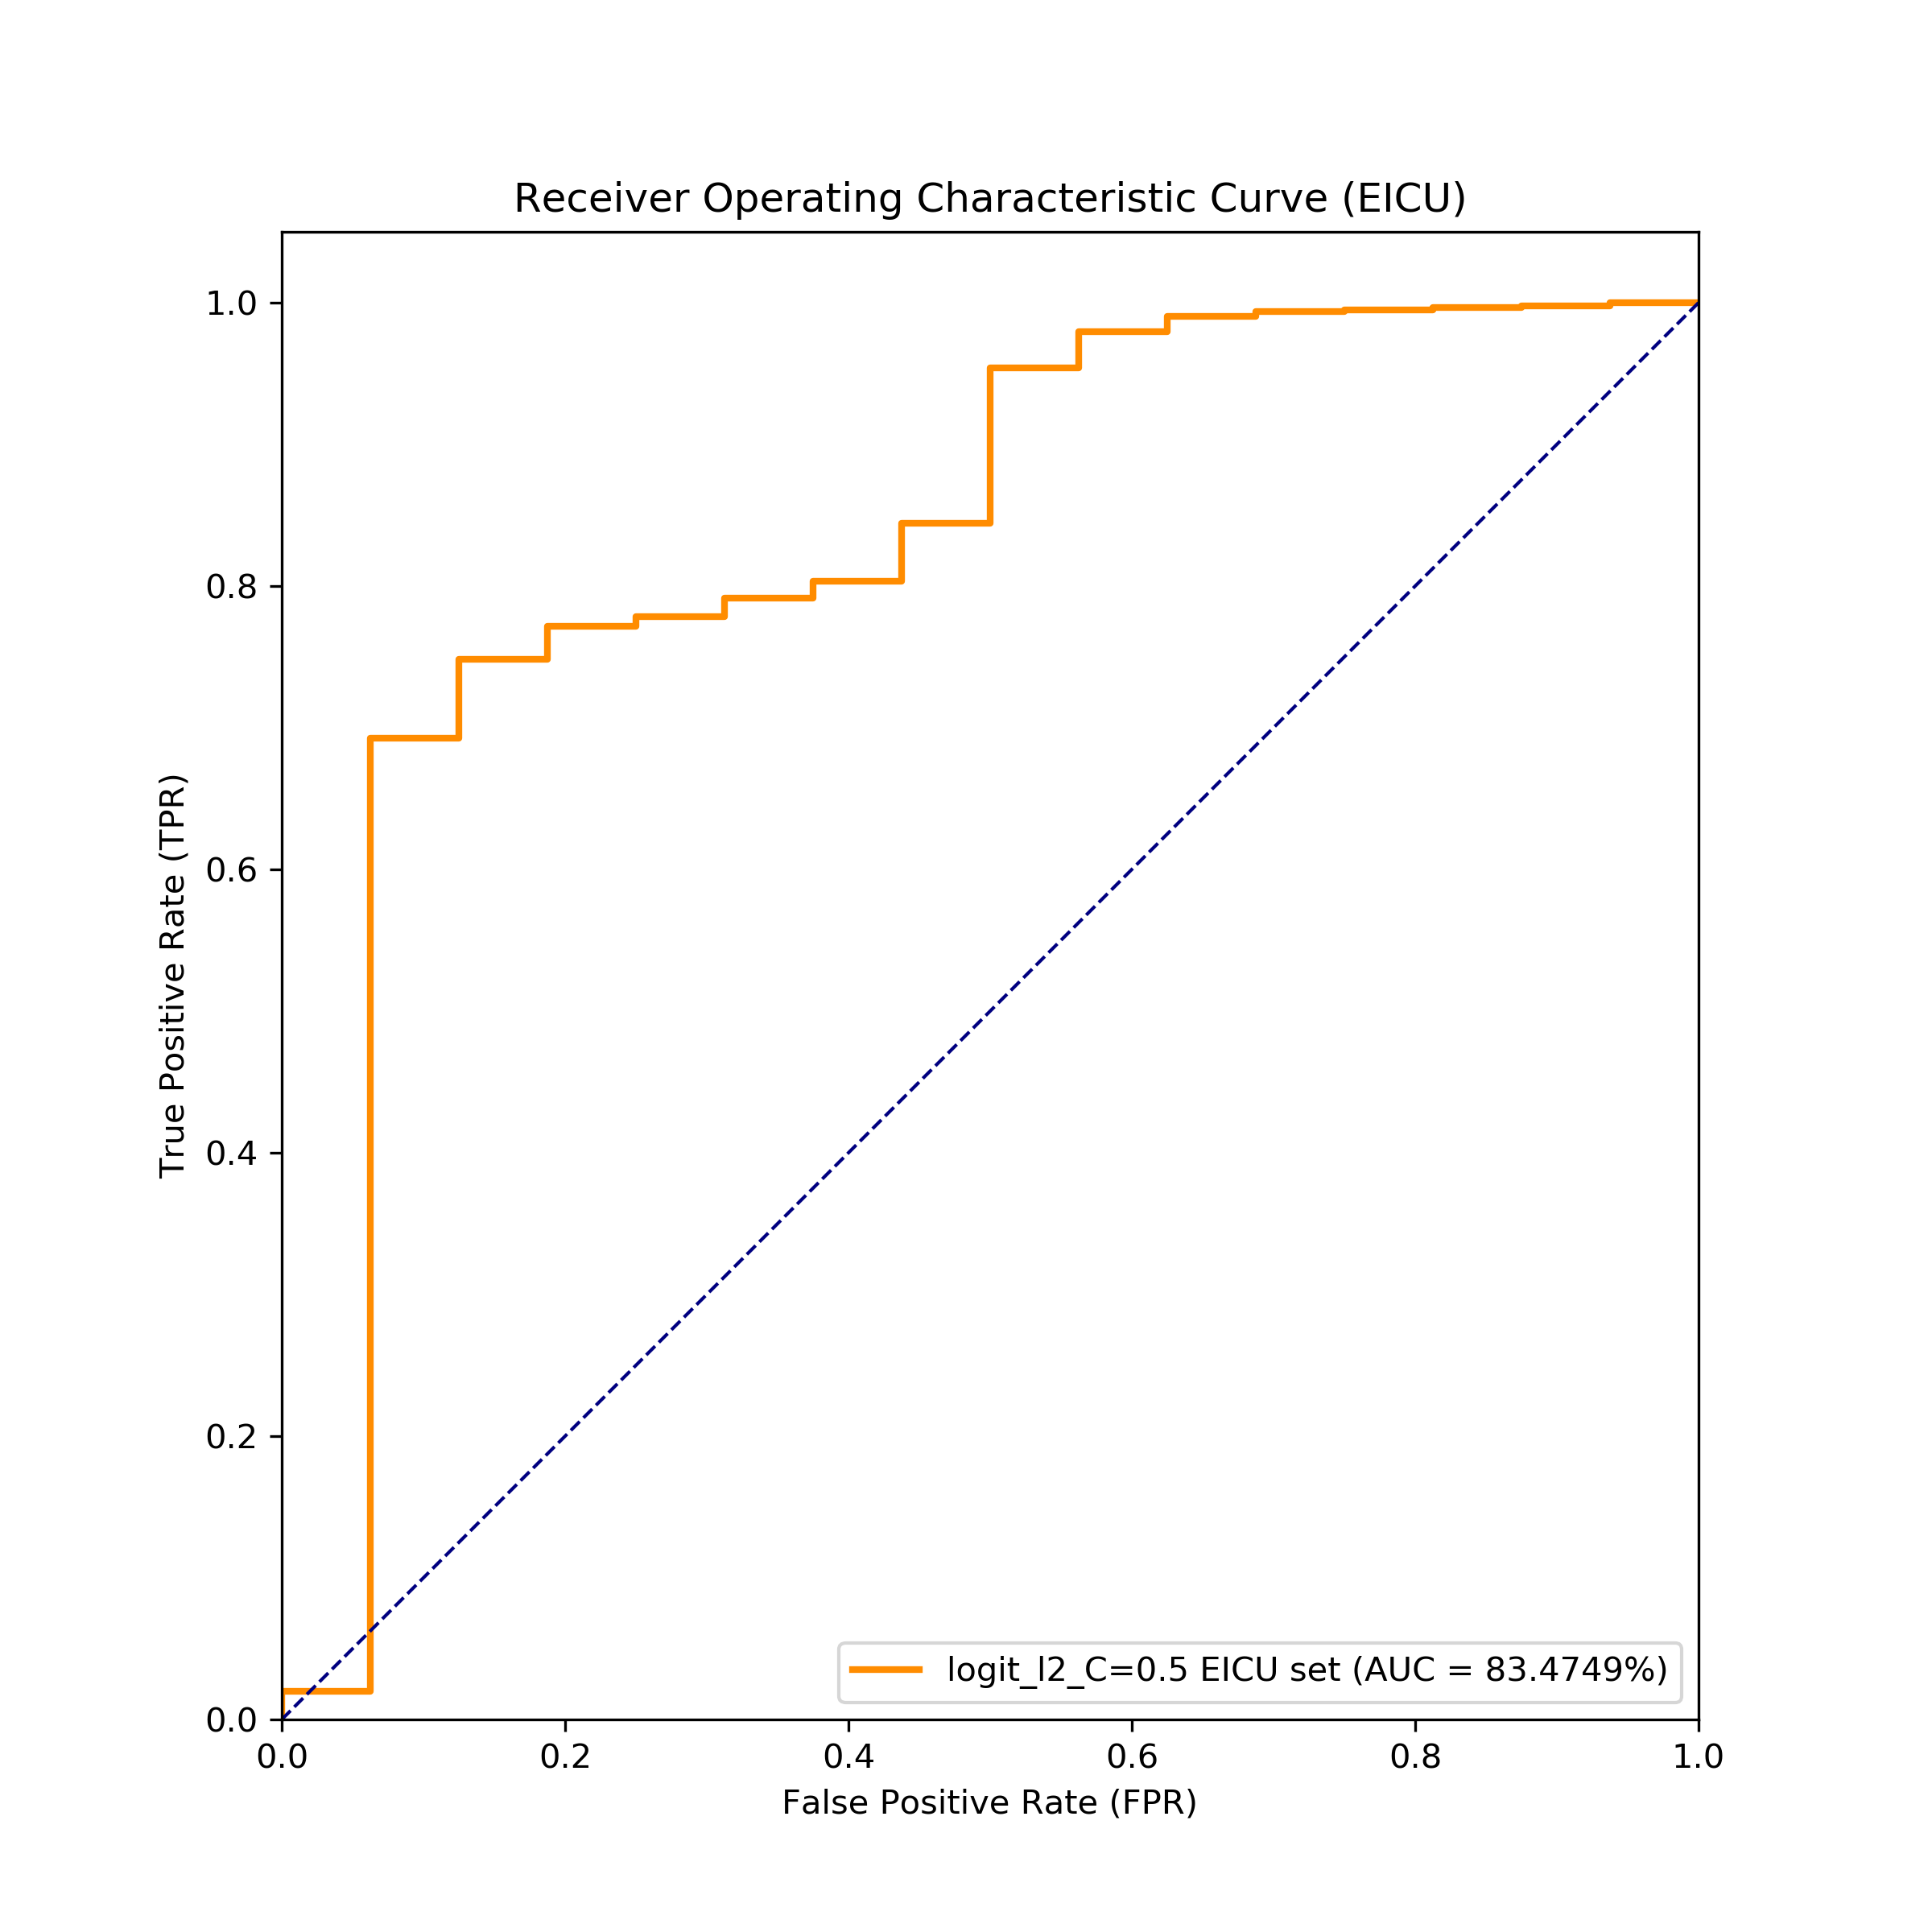 Receiver Operating Characteristic Curve (EICU)
1.0
0.8
0.6
0.4
0.2
0.0
True Positive Rate (TPR)
logit_l2_C=0.5 EICU set (AUC = 83.4749%)
0.0 0.2 0.4 0.6 0.8 1.0
False Positive Rate (FPR)